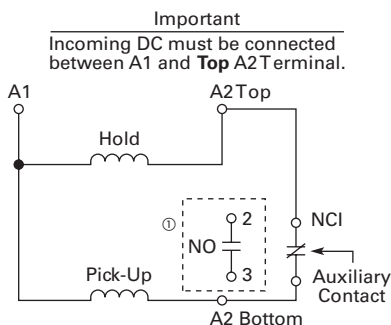 Important
Incoming DC must be connected
between A1 and Top A2 Terminal.
A1
A2 Top
Hold
①
2
NO
3
NCI
Pick-Up
Auxiliary
Contact
A2 Bottom